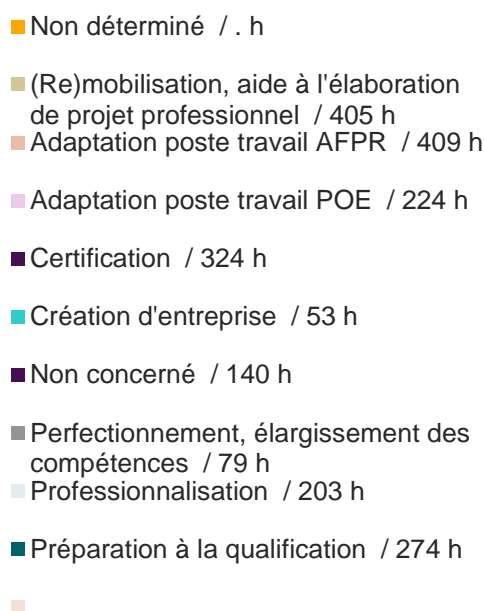 Non déterminé / . h
(Re)mobilisation, aide à l'élaboration
de projet professionnel / 405 h
Adaptation poste travail AFPR / 409 h
Adaptation poste travail POE / 224 h
Certification / 324 h
Création d'entreprise / 53 h
Non concerné / 140 h
Perfectionnement, élargissement des
compétences / 79 h
Professionnalisation / 203 h
Préparation à la qualification / 274 h